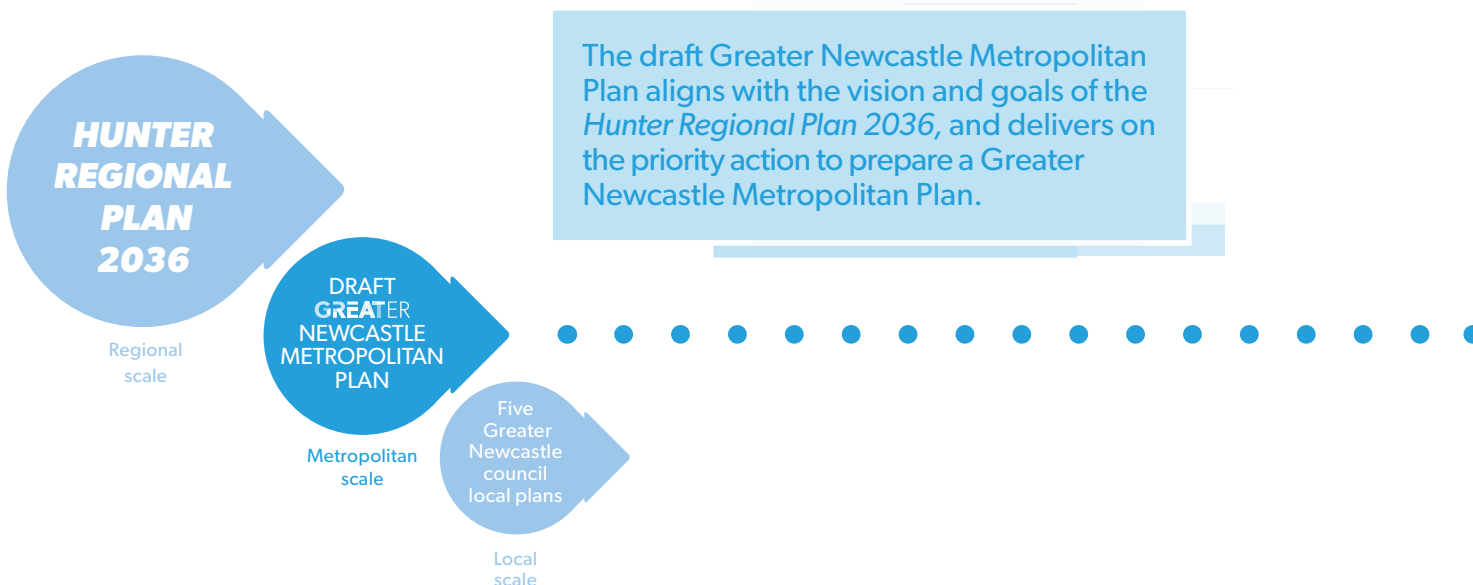 HUNTER
REGIONAL
PLAN
2036
Regional
scale
The draft Greater Newcastle Metropolitan
Plan aligns with the vision and goals of the
Hunter Regional Plan 2036, and delivers on
the priority action to prepare a Greater
Newcastle Metropolitan Plan.
DRAFT
GREATER
NEWCASTLE
METROPOLITAN
PLAN
Metropolitan
scale
Five
Greater
Newcastle
council
local plans
Local
scale